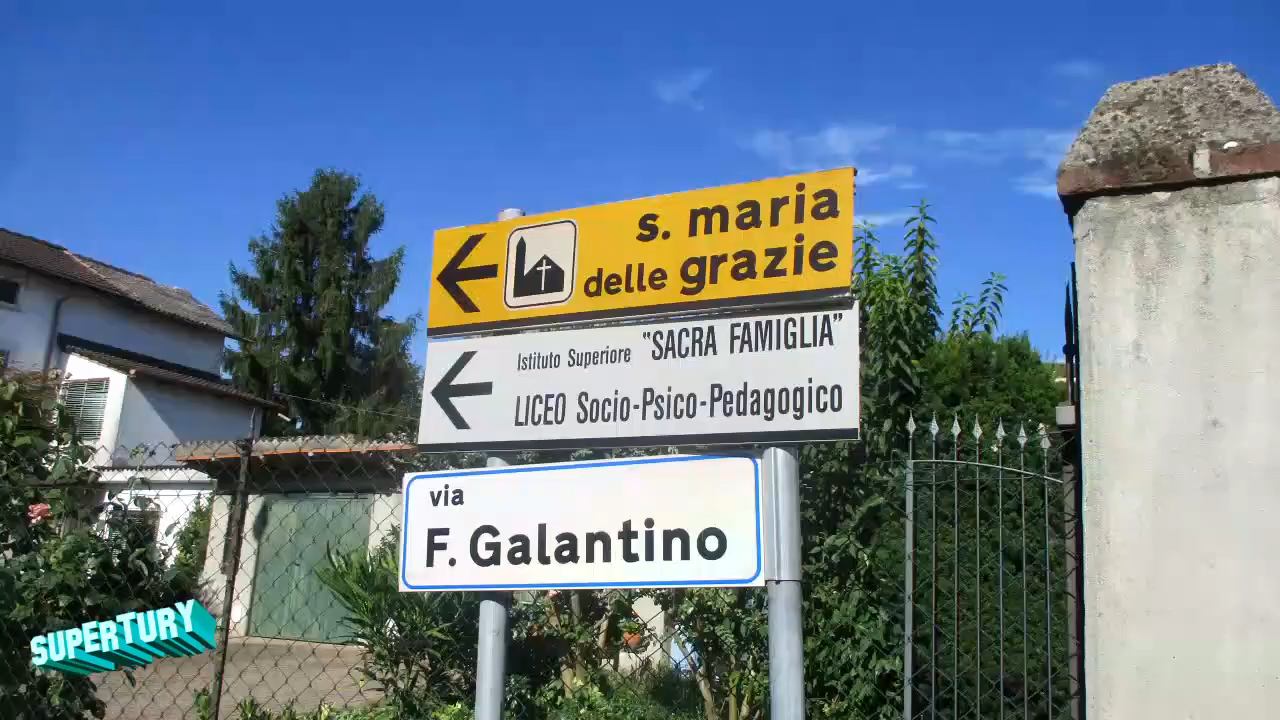 s. maria
delle grazie
Istituto Superiore "SACRA FAMIGLIA"
LICEO Socio-Psico-Pedagogico
via
F. Galantino
SUPERTURY